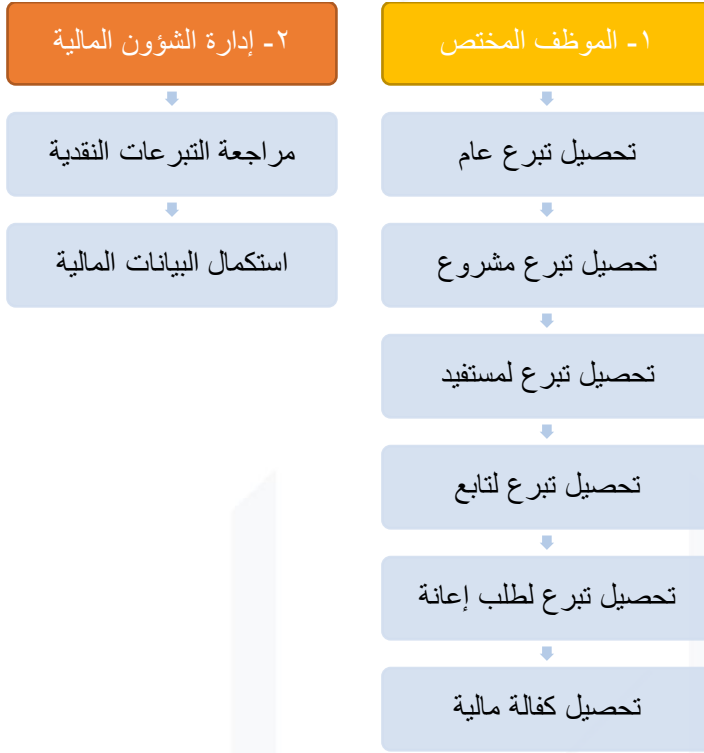 ١- الموظف المختص
تحصيل تبرع عام
تحصيل تبرع مشروع
تحصيل تبرع لمستفيد
تحصيل تبرع لتابع
تحصيل تبرع لطلب إعانة
تحصيل كفالة مالية
٢- إدارة الشؤون المالية
مراجعة التبرعات النقدية
استكمال البيانات المالية